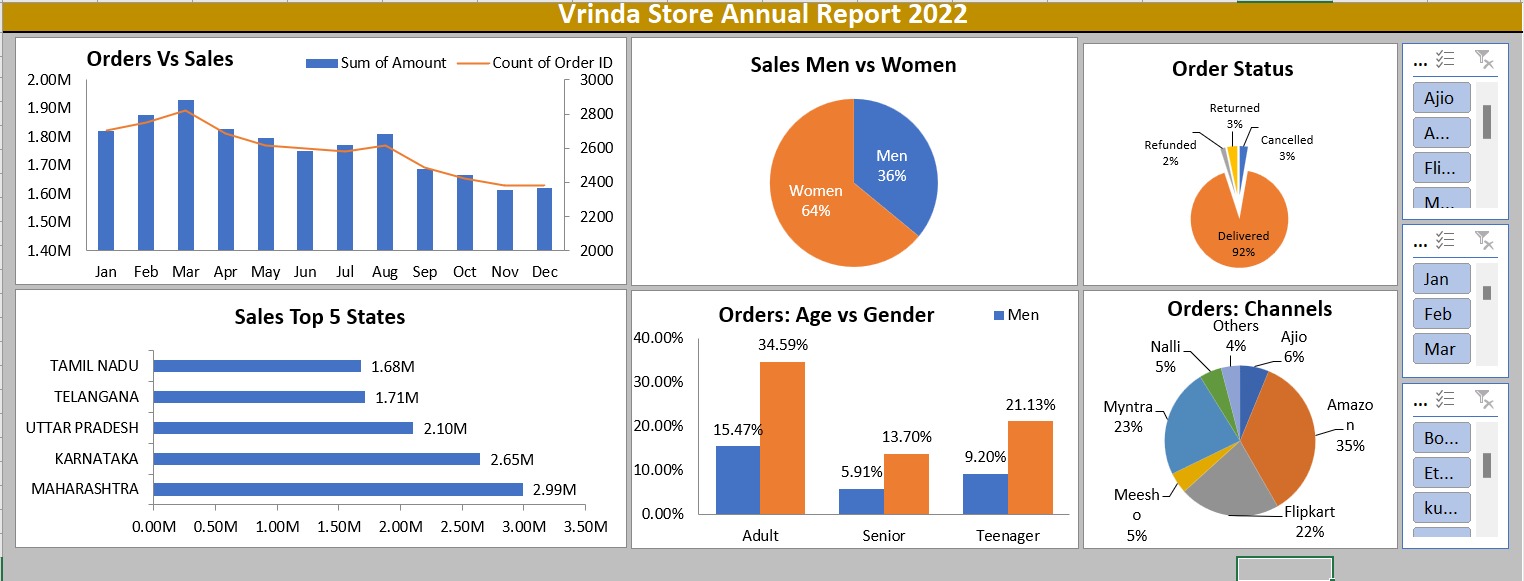 Vrinda Store Annual Report 2022
Orders Vs Sales
Sum of Amount
Count of Order ID
2.00M
1.90M
1.80M
1.70M
1.60M
1.50M
1.40M
3000
2800
2600
2400
2200
2000
Jan Feb Mar Apr May Jun Jul Aug Sep Oct Nov Dec
Sales Men vs Women
Men
36%
Women
64%
Order Status
Returned
3%
Cancelled
3%
Refunded
2%
Delivered
92%
...
Ajio
A...
Fli...
M...
...
Jan
Feb
Mar
...
Bo...
Et...
ku...
Sales Top 5 States
TAMIL NADU 1.68M
TELANGANA 1.71M
UTTAR PRADESH 2.10M
KARNATAKA 2.65M
MAHARASHTRA 2.99M
0.00M 0.50M 1.00M 1.50M 2.00M 2.50M 3.00M 3.50M
Orders: Age vs Gender
Men
40.00%
30.00%
20.00%
10.00%
0.00%
15.47%
34.59%
5.91%
13.70%
9.20%
21.13%
Adult Senior Teenager
Orders: Channels
Others
4%
Ajio
6%
Nalli
5%
Myntra
23%
Amazo
n
35%
Meesh
o
5%
Flipkart
22%